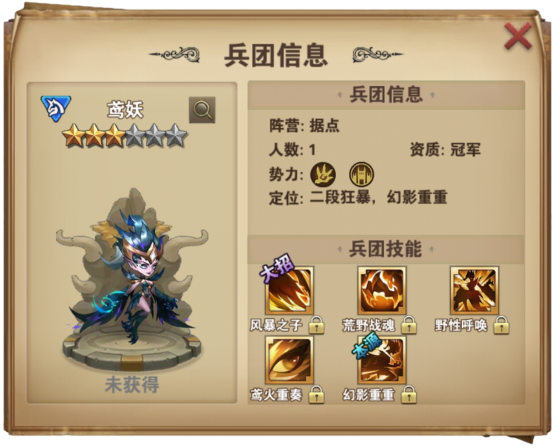 兵团信息
鸢妖
未获得
兵团信息
阵营: 据点
人数: 1 资质: 冠军
势力:
定位: 二段狂暴，幻影重重
兵团技能
大招
风暴之子 荒野战魂 野性呼唤
水源
鸢火重奏 幻影重重